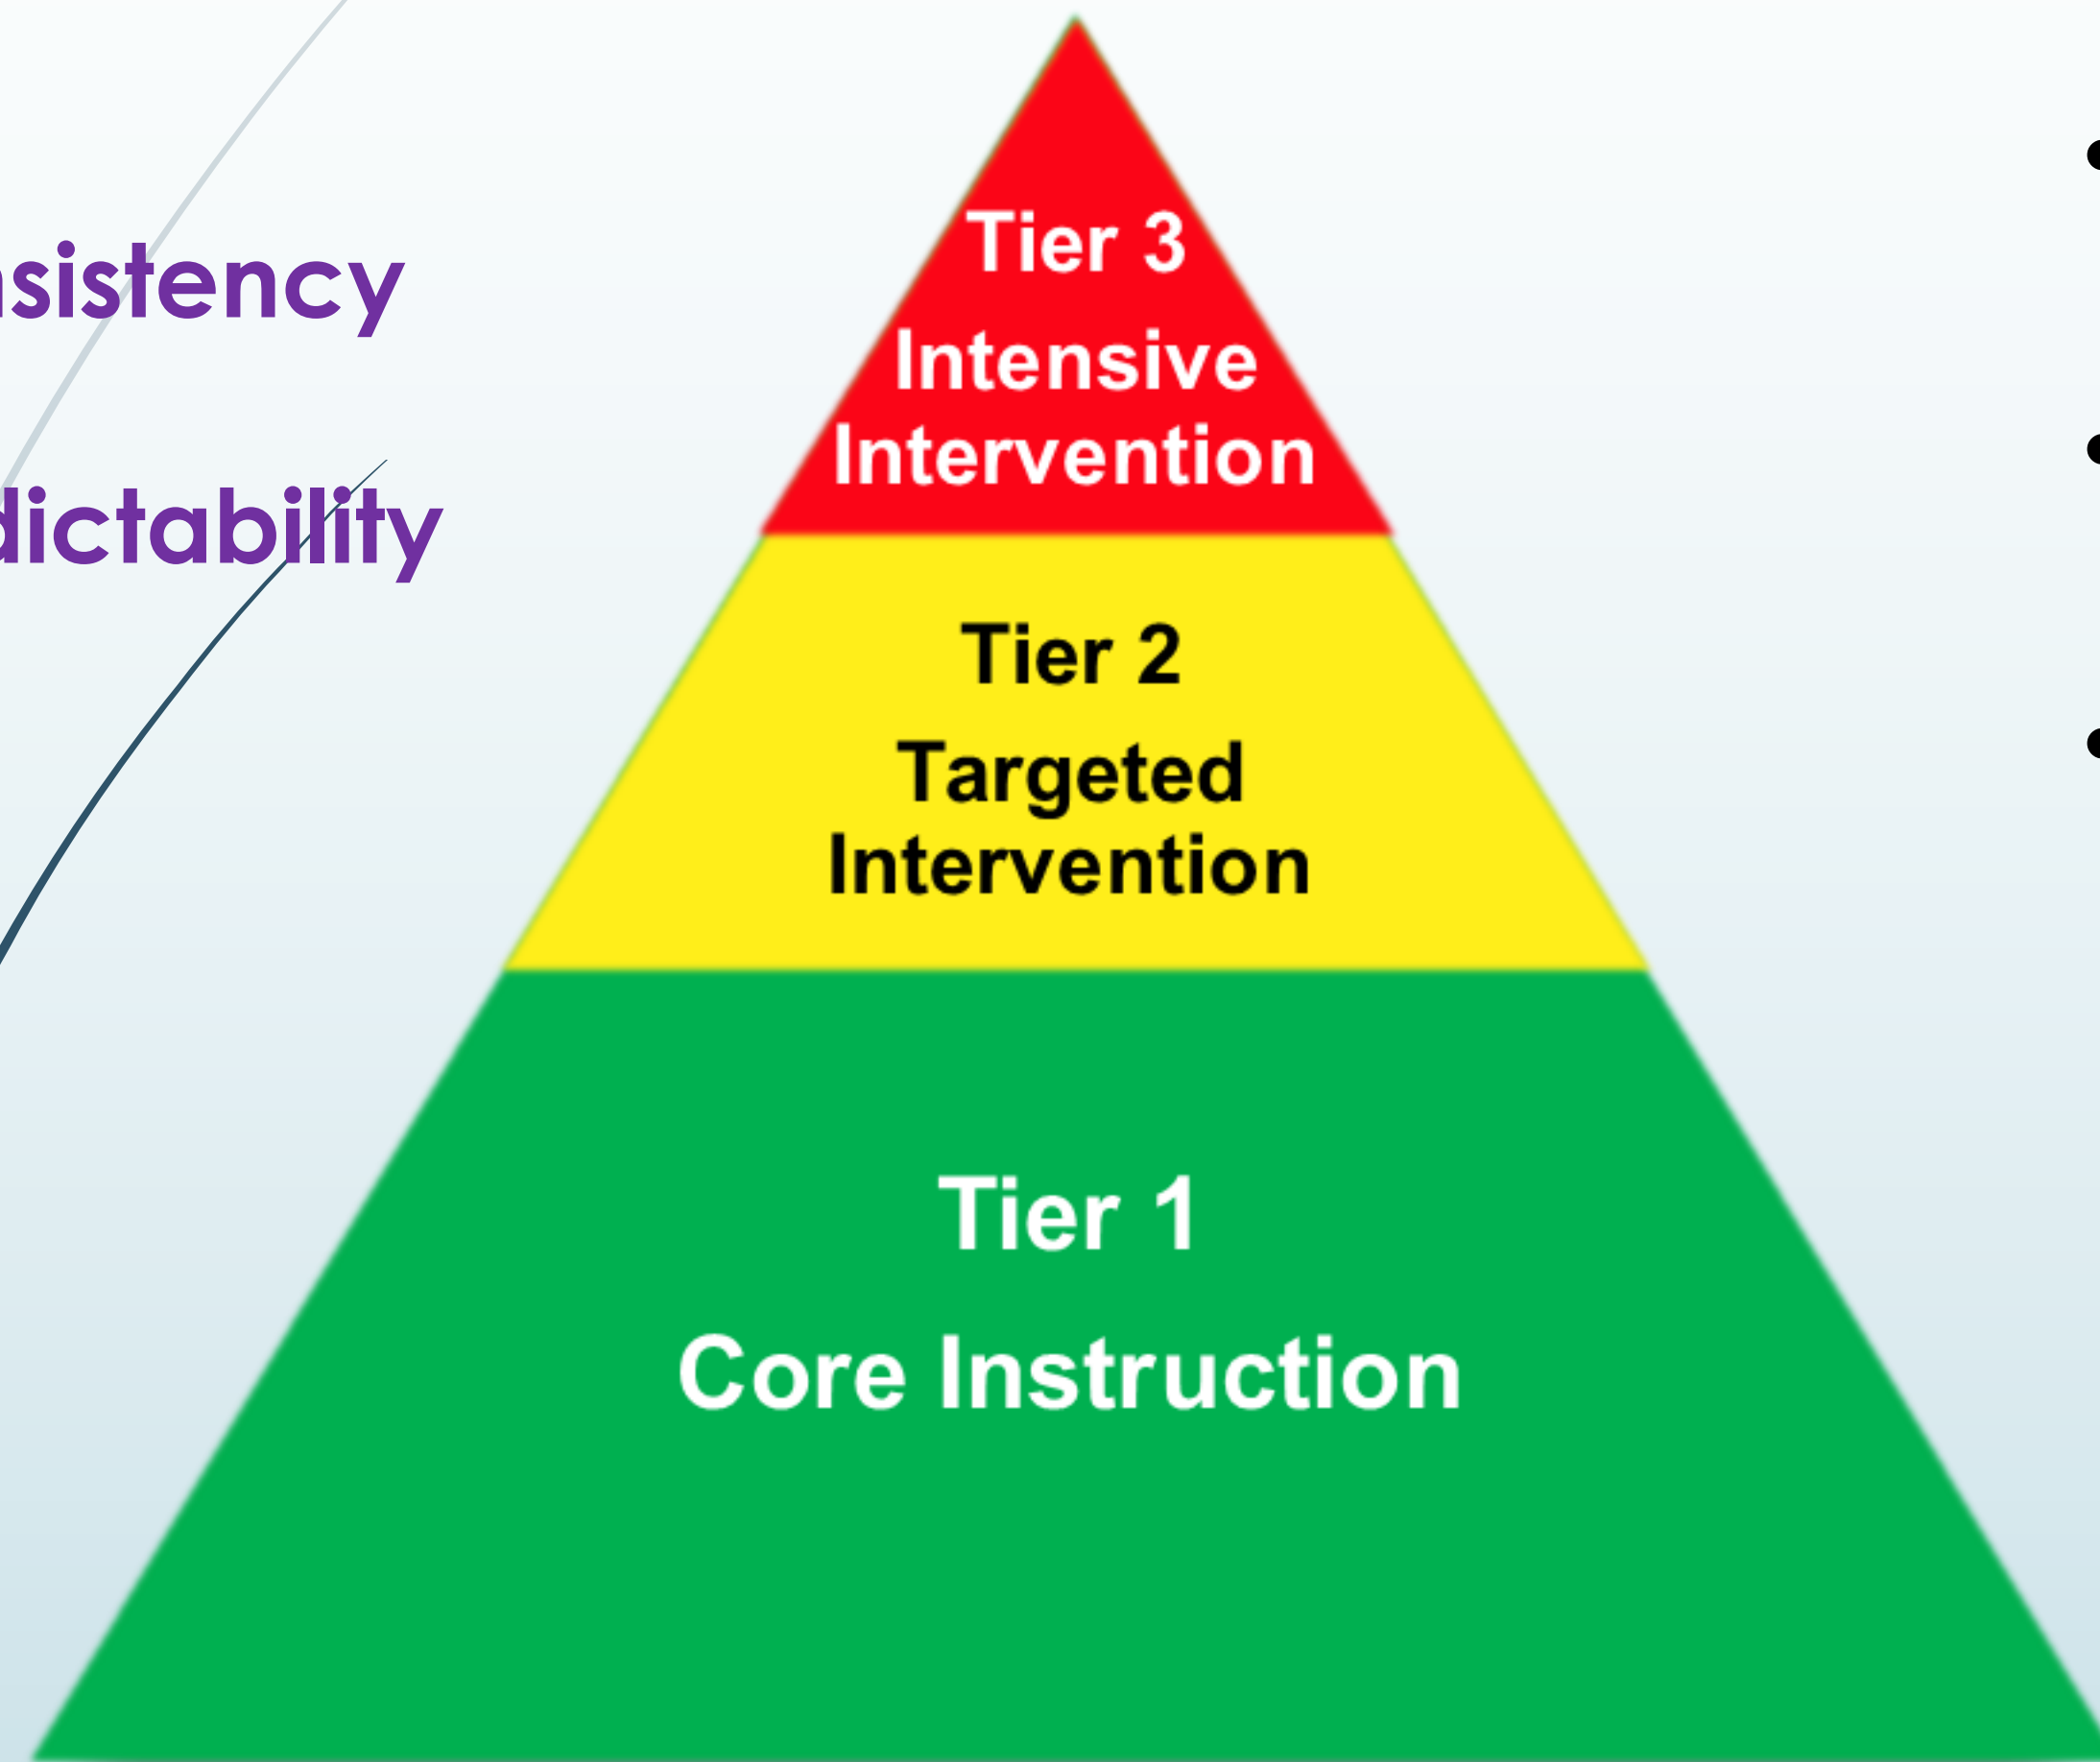 nsistency
dictability
Tier 3
Intensive
Intervention
Tier 2
Targeted
Intervention
Tier 1
Core Instruction